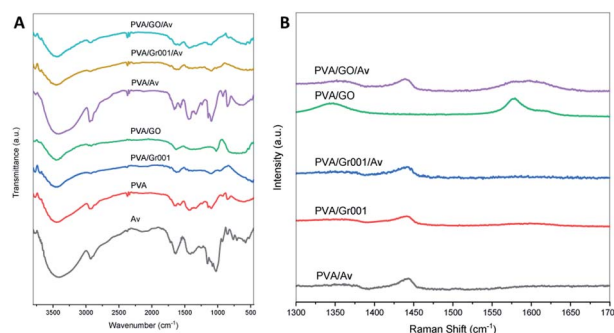 A
PVA/GO/Av
PVA/Gr001/Av
PVA/Av
PVA/GO
PVA/Gr001
PVA
Av
Transmittance (a.u.)
3500 3000 2500 2000 1500 1000 500
Wavenumber (cm⁻¹)
B
PVA/GO/Av
PVA/GO
PVA/Gr001/Av
PVA/Gr001
PVA/Av
Intensity (a.u.)
1300 1350 1400 1450 1500 1550 1600 1650 170
Raman Shift (cm⁻¹)